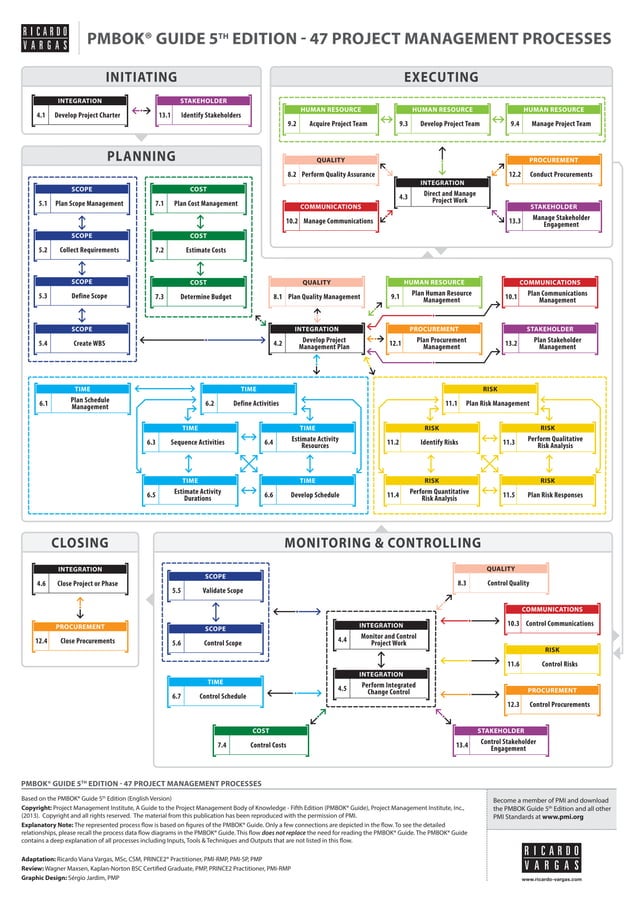 RICARDO
VARGAS
PMBOK® GUIDE 5TH EDITION - 47 PROJECT MANAGEMENT PROCESSES
INITIATING
INTEGRATION
4.1 Develop Project Charter
STAKEHOLDER
13.1 Identify Stakeholders
EXECUTING
HUMAN RESOURCE
9.2 Acquire Project Team
HUMAN RESOURCE
9.3 Develop Project Team
HUMAN RESOURCE
9.4 Manage Project Team
QUALITY
8.2 Perform Quality Assurance
INTEGRATION
4.3 Direct and Manage
Project Work
PROCUREMENT
12.2 Conduct Procurements
COMMUNICATIONS
10.2 Manage Communications
STAKEHOLDER
13.3 Manage Stakeholder
Engagement
PLANNING
SCOPE
5.1 Plan Scope Management
COST
7.1 Plan Cost Management
SCOPE
5.2 Collect Requirements
COST
7.2 Estimate Costs
SCOPE
5.3 Define Scope
COST
7.3 Determine Budget
SCOPE
5.4 Create WBS
QUALITY
8.1 Plan Quality Management
HUMAN RESOURCE
9.1 Plan Human Resource
Management
COMMUNICATIONS
10.1 Plan Communications
Management
INTEGRATION
4.2 Develop Project
Management Plan
PROCUREMENT
12.1 Plan Procurement
Management
STAKEHOLDER
13.2 Plan Stakeholder
Management
TIME
6.1 Plan Schedule
Management
TIME
6.2 Define Activities
TIME
6.3 Sequence Activities
TIME
6.4 Estimate Activity
Resources
TIME
6.5 Estimate Activity
Durations
TIME
6.6 Develop Schedule
RISK
11.1 Plan Risk Management
RISK
11.2 Identify Risks
RISK
11.3 Perform Qualitative
Risk Analysis
RISK
11.4 Perform Quantitative
Risk Analysis
RISK
11.5 Plan Risk Responses
CLOSING
INTEGRATION
4.6 Close Project or Phase
PROCUREMENT
12.4 Close Procurements
MONITORING & CONTROLLING
SCOPE
5.5 Validate Scope
SCOPE
5.6 Control Scope
TIME
6.7 Control Schedule
COST
7.4 Control Costs
INTEGRATION
4.4 Monitor and Control
Project Work
INTEGRATION
4.5 Perform Integrated
Change Control
QUALITY
8.3 Control Quality
COMMUNICATIONS
10.3 Control Communications
RISK
11.6 Control Risks
PROCUREMENT
12.3 Control Procurements
STAKEHOLDER
13.4 Control Stakeholder
Engagement
PMBOK® GUIDE 5TH EDITION - 47 PROJECT MANAGEMENT PROCESSES
Based on the PMBOK® Guide 5th Edition (English Version)
Copyright: Project Management Institute, A Guide to the Project Management Body of Knowledge - Fifth Edition (PMBOK® Guide), Project Management Institute, Inc.,
(2013). Copyright and all rights reserved. The material from this publication has been reproduced with the permission of PMI.
Explanatory Note: The represented process flow is based on figures of the PMBOK® Guide. Only a few connections are depicted in the flow. To see the detailed
relationships, please recall the process data flow diagrams in the PMBOK® Guide. This flow does not replace the need for reading the PMBOK® Guide. The PMBOK® Guide
contains a deep explanation of all processes including Inputs, Tools & Techniques and Outputs that are not listed in this flow.
Adaptation: Ricardo Viana Vargas, MSc, CSM, PRINCE2® Practitioner, PMI-RMP, PMI-SP, PMP
Review: Wagner Maxsen, Kaplan-Norton BSC Certified Graduate, PMP, PRINCE2 Practitioner, PMI-RMP
Graphic Design: Sérgio Jardim, PMP
Become a member of PMI and download
the PMBOK Guide 5th Edition and all other
PMI Standards at www.pmi.org
RICARDO
VARGAS
www.ricardo-vargas.com